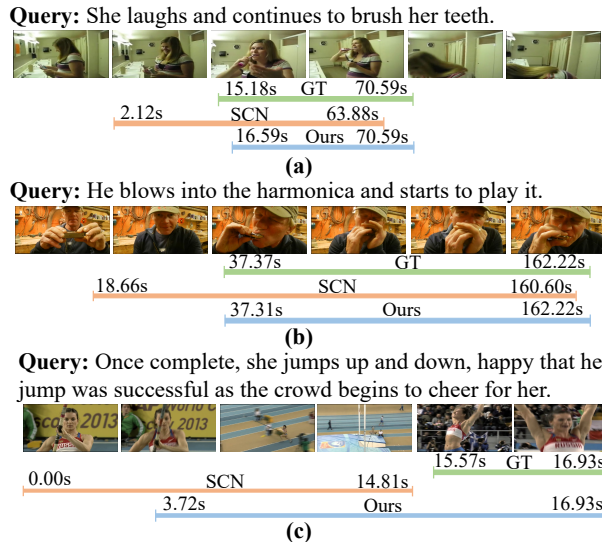 Query: She laughs and continues to brush her teeth.
15.18s GT 70.59s
2.12s SCN 63.88s
16.59s Ours 70.59s
(a)
Query: He blows into the harmonica and starts to play it.
37.37s GT 162.22s
18.66s SCN 160.60s
37.31s Ours 162.22s
(b)
Query: Once complete, she jumps up and down, happy that he
jump was successful as the crowd begins to cheer for her.
2013
2013
15.57s GT 16.93s
0.00s SCN 14.81s
3.72s Ours 16.93s
(c)